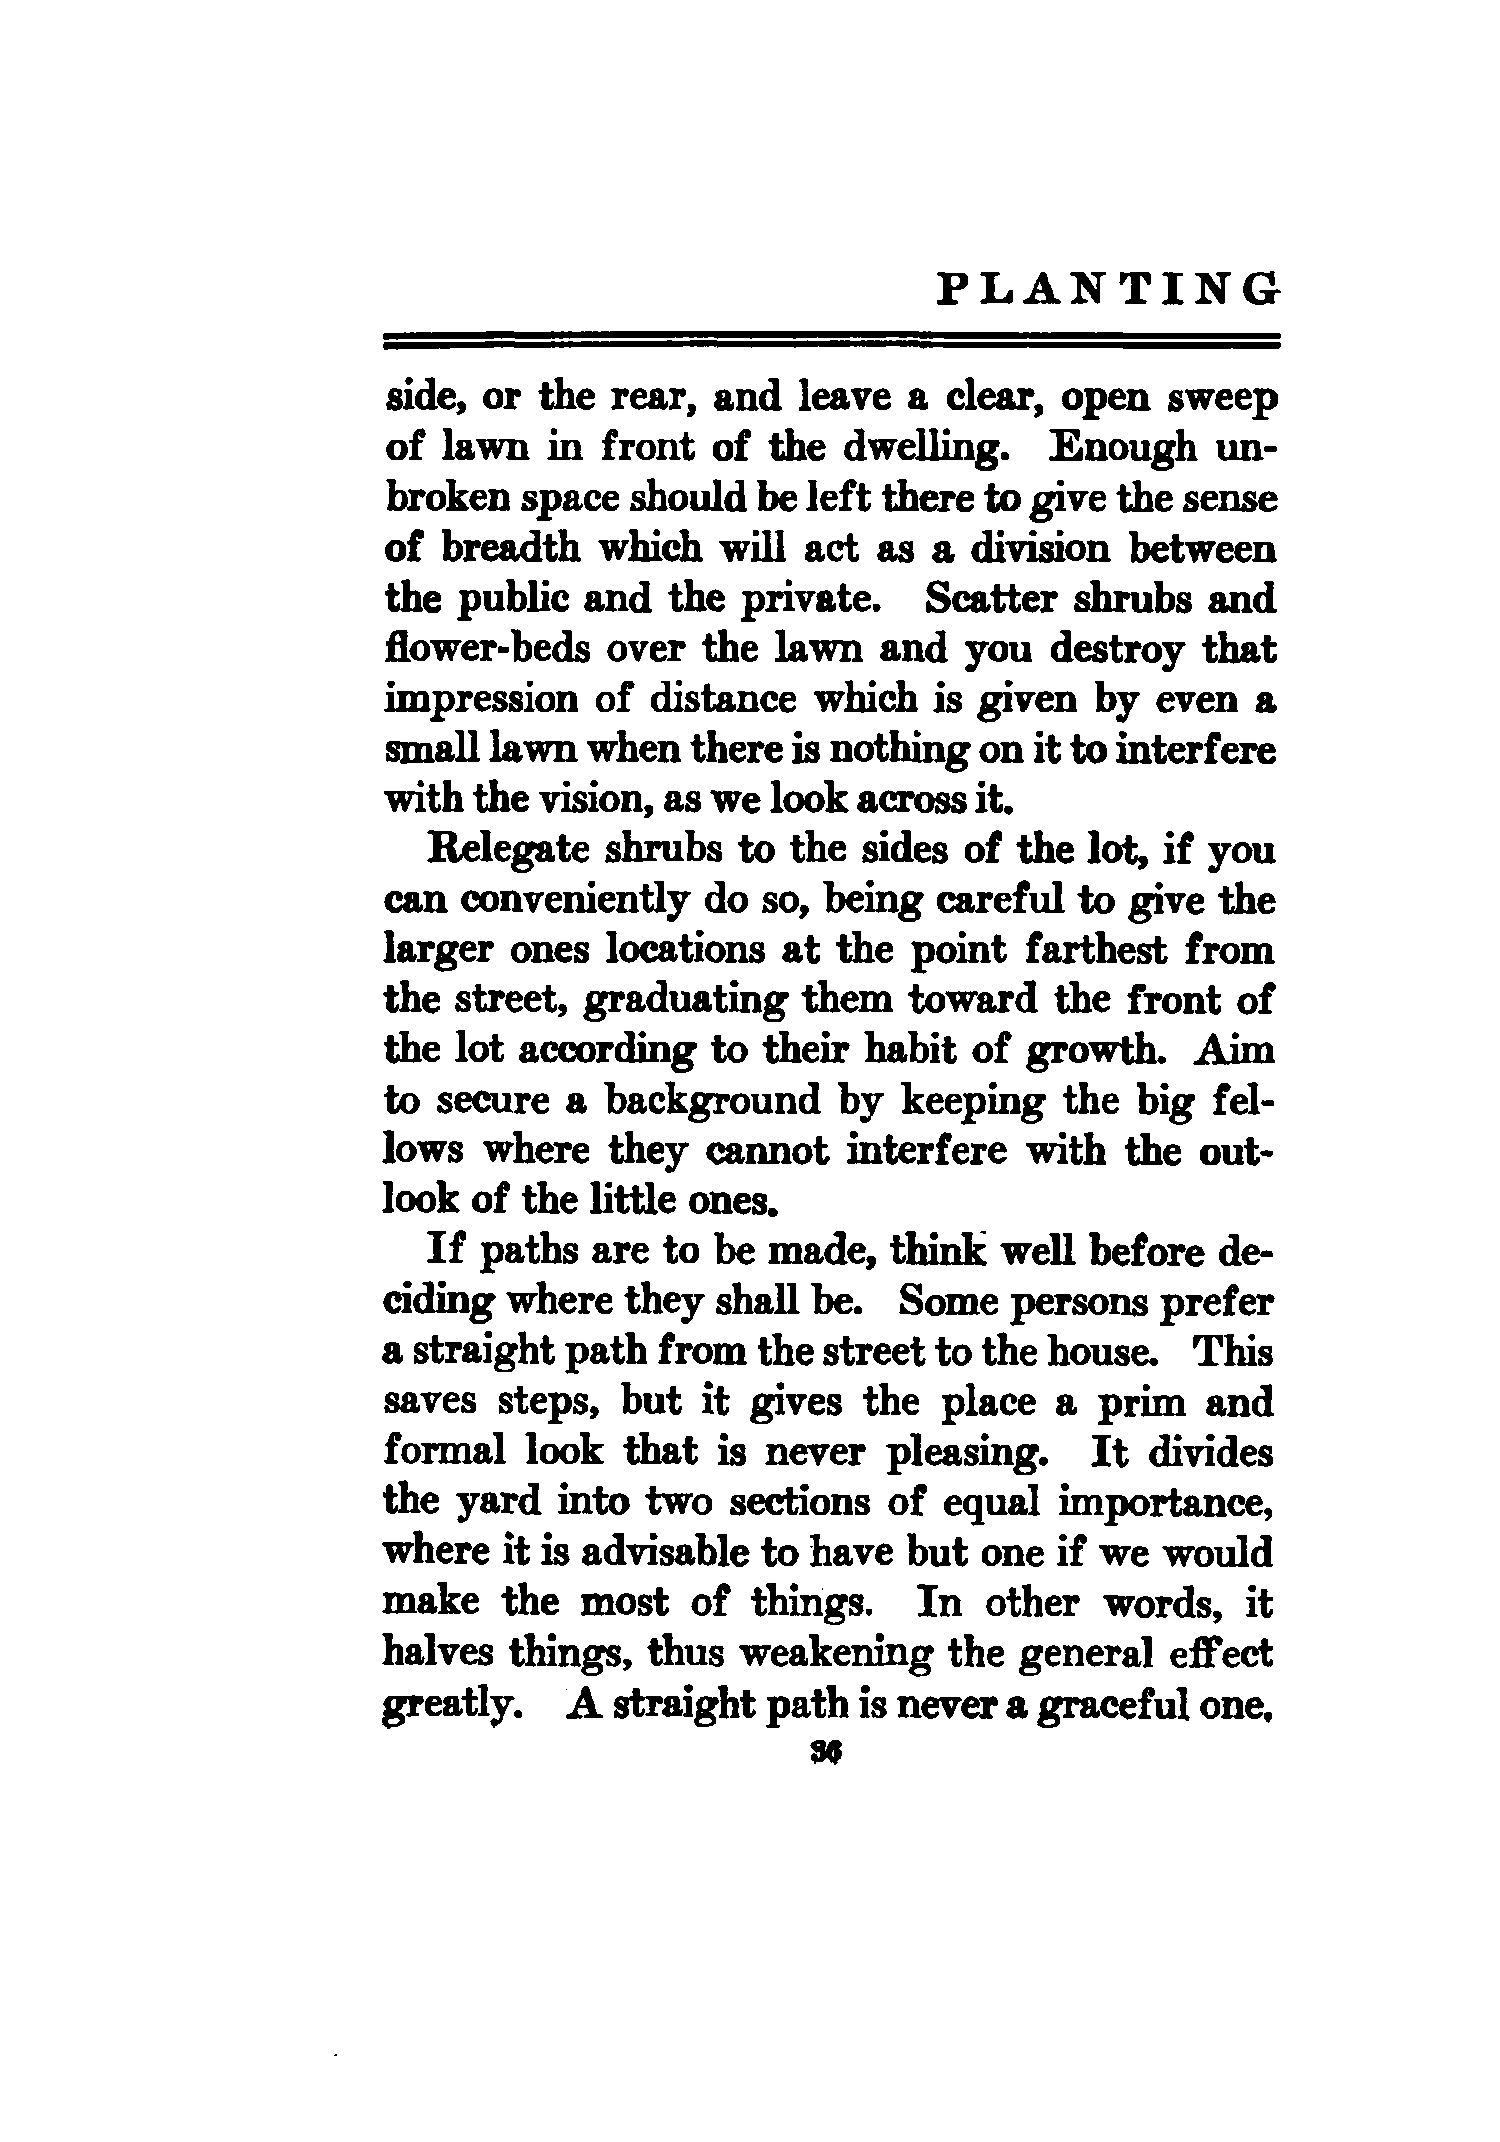 PLANTING
side, or the rear, and leave a clear, open sweep
of lawn in front of the dwelling. Enough un-
broken space should be left there to give the sense
of breadth which will act as a division between
the public and the private. Scatter shrubs and
flower-beds over the lawn and you destroy that
impression of distance which is given by even a
small lawn when there is nothing on it to interfere
with the vision, as we look across it.
Relegate shrubs to the sides of the lot, if you
can conveniently do so, being careful to give the
larger ones locations at the point farthest from
the street, graduating them toward the front of
the lot according to their habit of growth. Aim
to secure a background by keeping the big fel-
lows where they cannot interfere with the out-
look of the little ones.
If paths are to be made, think well before de-
ciding where they shall be. Some persons prefer
a straight path from the street to the house. This
saves steps, but it gives the place a prim and
formal look that is never pleasing. It divides
the yard into two sections of equal importance,
where it is advisable to have but one if we would
make the most of things. In other words, it
halves things, thus weakening the general effect
greatly. A straight path is never a graceful one.
36